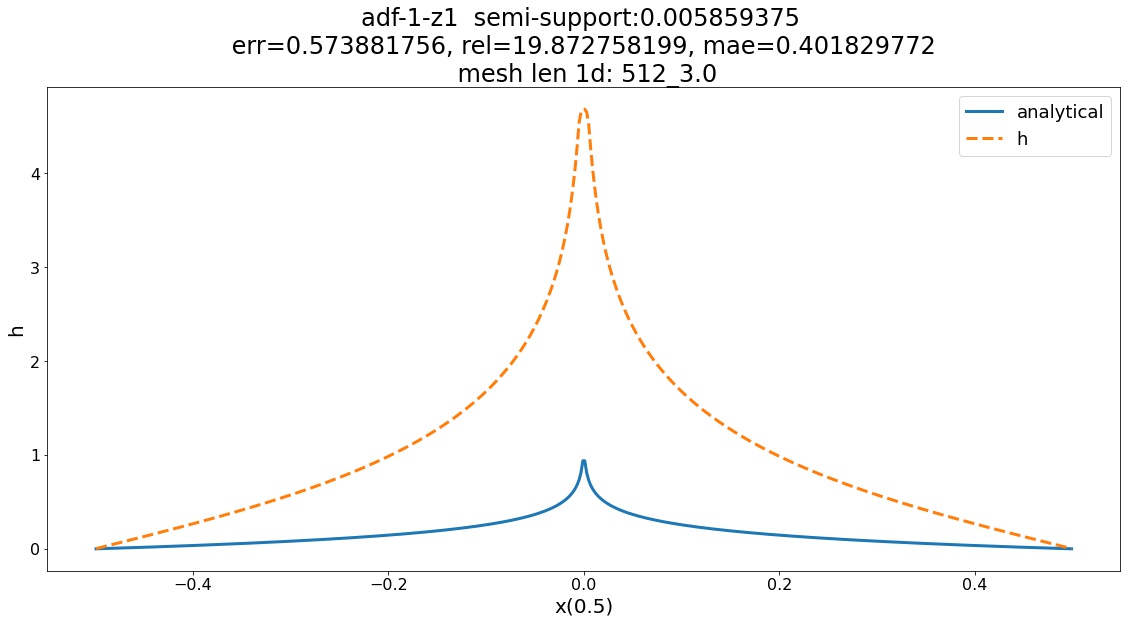 adf-1-z1  semi-support:0.005859375
err=0.573881756, rel=19.872758199, mae=0.401829772
mesh len 1d: 512_3.0
analytical
h
h
4
3
2
1
0
−0.4
−0.2
0.0
0.2
0.4
x(0.5)